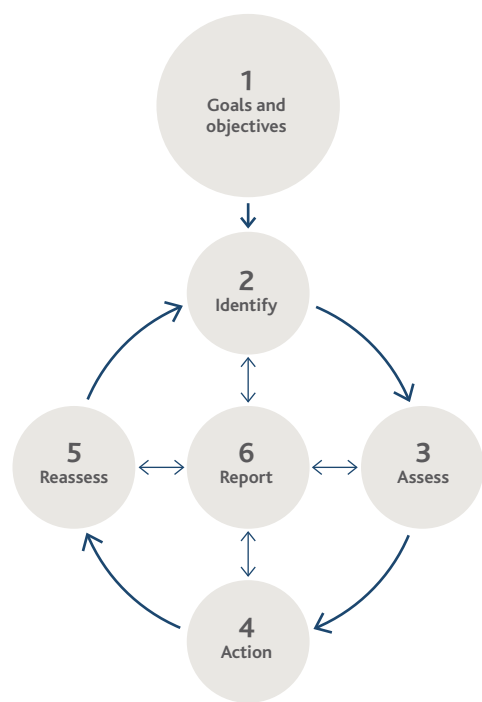 1
Goals and
objectives
2
Identify
5
Reassess
6
Report
3
Assess
4
Action